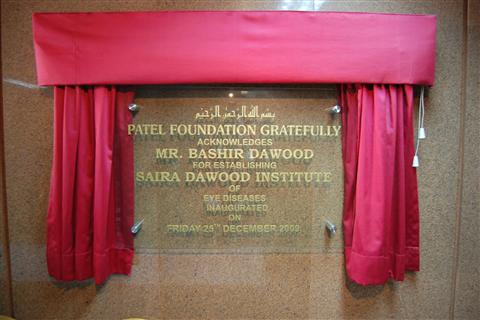 بسم الله الرحمن الرحيم
PATEL FOUNDATION GRATEFULLY
ACKNOWLEDGES
MR. BASHIR DAWOOD
FOR ESTABLISHING
SAIRA DAWOOD INSTITUTE
OF
EYE DISEASES
INAUGURATED
ON
FRIDAY 25TH DECEMBER 2009.